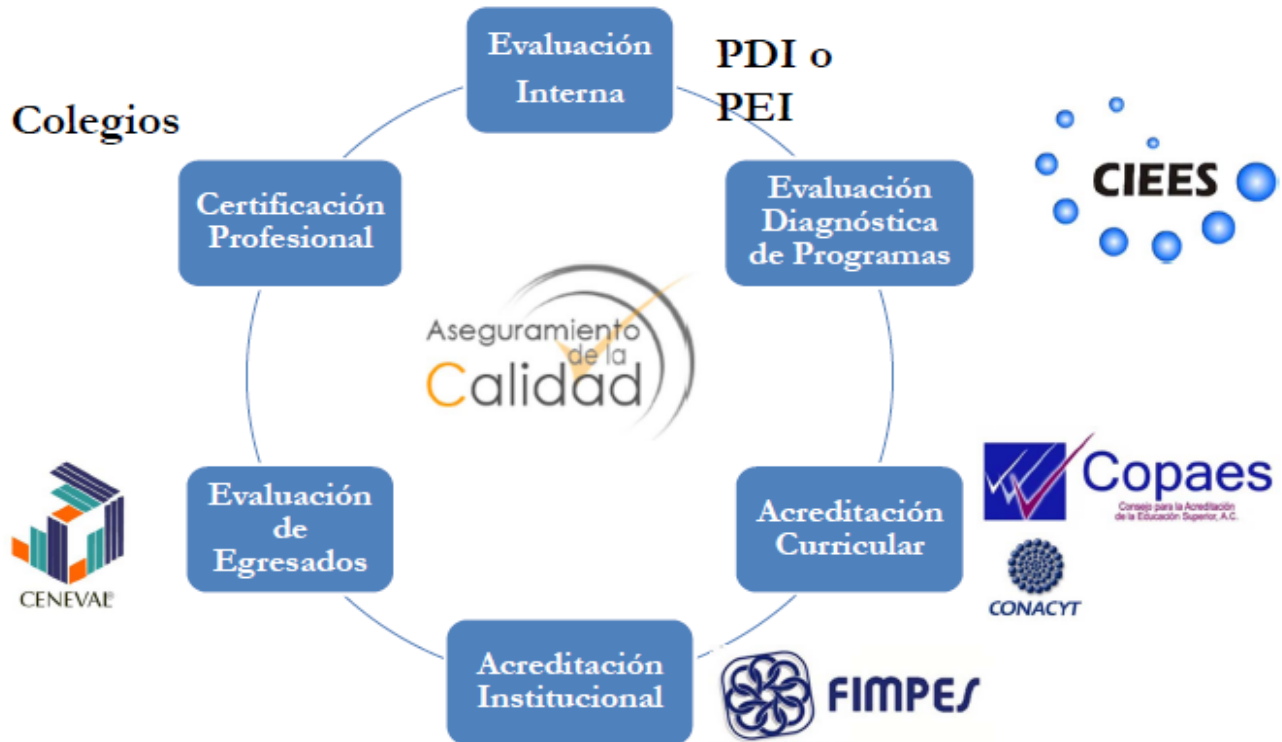 Evaluación
Interna
PDI o
PEI
Colegios
Certificación
Profesional
Evaluación
Diagnóstica
de Programas
CIEES
Aseguramiento
de la
Calidad
Evaluación
de
Egresados
CENEVAL®
Acreditación
Curricular
Copaes
Consejo para la Acreditación
de la Educación Superior, A.C.
CONACYT
Acreditación
Institucional
FIMPES